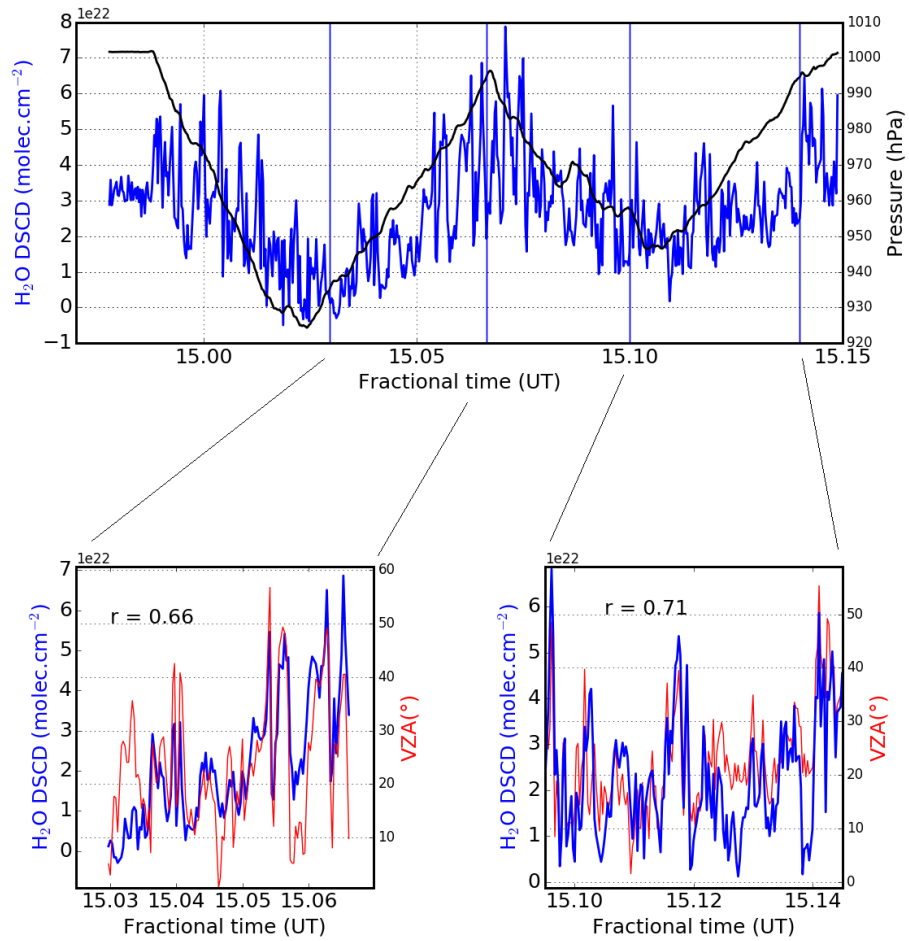 1e22
H₂O DSCD (molec.cm⁻²)
8
7
6
5
4
3
2
1
0
−1
1010
1000
990
980
970
960
950
940
930
920
Pressure (hPa)
15.00 15.05 15.10 15.15
Fractional time (UT)
1e22
H₂O DSCD (molec.cm⁻²)
7
6
5
4
3
2
1
0
r = 0.66
60
50
40
30
20
10
VZA(°)
15.03 15.04 15.05 15.06
Fractional time (UT)
1e22
H₂O DSCD (molec.cm⁻²)
6
5
4
3
2
1
0
r = 0.71
50
40
30
20
10
0
VZA(°)
15.10 15.12 15.14
Fractional time (UT)